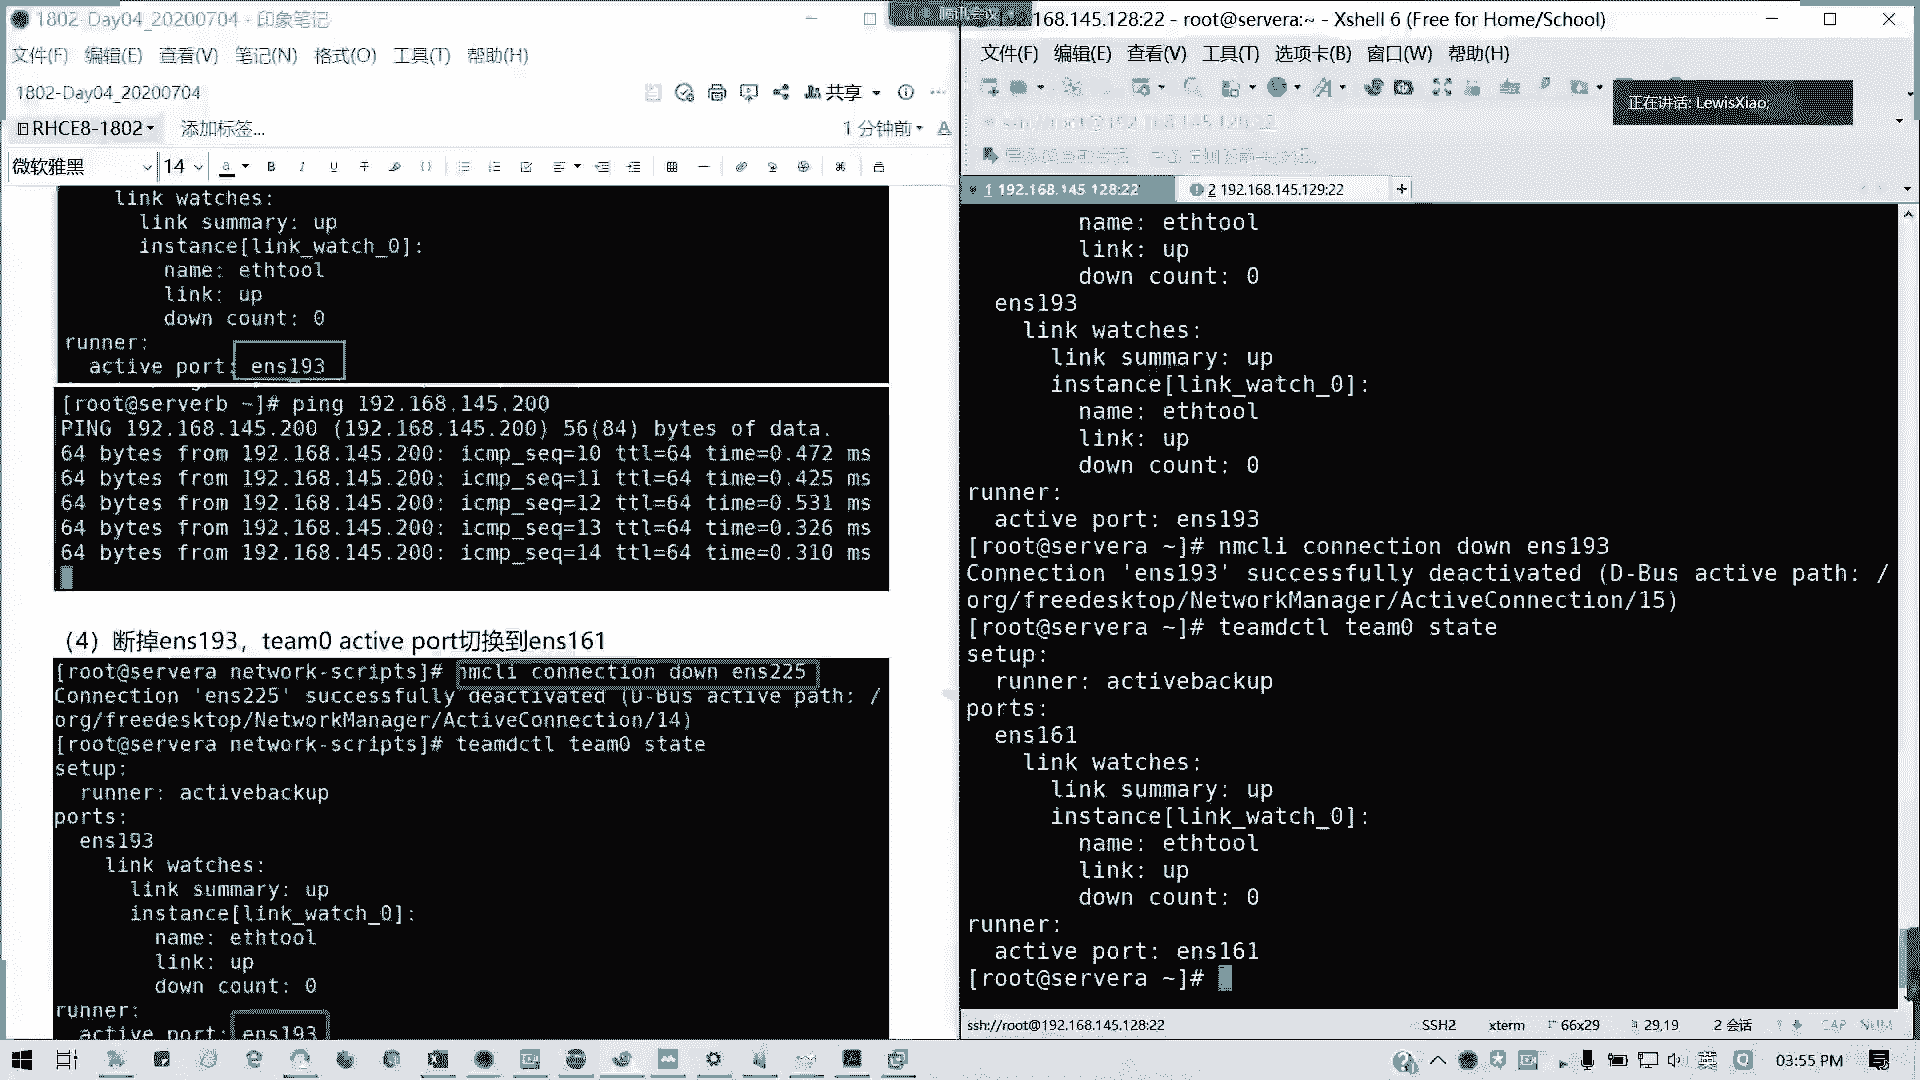 1802-Day04_20200704 - 印象笔记
文件(F) 编辑(E) 查看(V) 笔记(N) 格式(O) 工具(T) 帮助(H)
1802-Day04_20200704
共享
RHCE8-1802
添加标签...
1 分钟前
微软雅黑
14
link watches:
link summary: up
instance[link_watch_0]:
name: ethtool
link: up
down count: 0
runner:
active port: ens193
[root@serverb ~]# ping 192.168.145.200
PING 192.168.145.200 (192.168.145.200) 56(84) bytes of data.
64 bytes from 192.168.145.200: icmp_seq=10 ttl=64 time=0.472 ms
64 bytes from 192.168.145.200: icmp_seq=11 ttl=64 time=0.425 ms
64 bytes from 192.168.145.200: icmp_seq=12 ttl=64 time=0.531 ms
64 bytes from 192.168.145.200: icmp_seq=13 ttl=64 time=0.326 ms
64 bytes from 192.168.145.200: icmp_seq=14 ttl=64 time=0.310 ms
（4）断掉ens193，team0 active port切换到ens161
[root@servera network-scripts]# nmcli connection down ens225
Connection 'ens225' successfully deactivated (D-Bus active path: /
org/freedesktop/NetworkManager/ActiveConnection/14)
[root@servera network-scripts]# teamdctl team0 state
setup:
runner: activebackup
ports:
ens193
link watches:
link summary: up
instance[link_watch_0]:
name: ethtool
link: up
down count: 0
runner:
active port: ens193
168.145.128:22 - root@servera:~ - Xshell 6 (Free for Home/School)
文件(F) 编辑(E) 查看(V) 工具(T) 选项卡(B) 窗口(W) 帮助(H)
正在讲话: LewisXiao;
ssh://root@192.168.145.128:22
1 192.168.145.128:22
2 192.168.145.129:22
name: ethtool
link: up
down count: 0
ens193
link watches:
link summary: up
instance[link_watch_0]:
name: ethtool
link: up
down count: 0
runner:
active port: ens193
[root@servera ~]# nmcli connection down ens193
Connection 'ens193' successfully deactivated (D-Bus active path: /
org/freedesktop/NetworkManager/ActiveConnection/15)
[root@servera ~]# teamdctl team0 state
setup:
runner: activebackup
ports:
ens161
link watches:
link summary: up
instance[link_watch_0]:
name: ethtool
link: up
down count: 0
runner:
active port: ens161
[root@servera ~]#
ssh://root@192.168.145.128:22
SSH2
xterm
66x29
29,19
2 会话
CAP NUM
英
03:55 PM